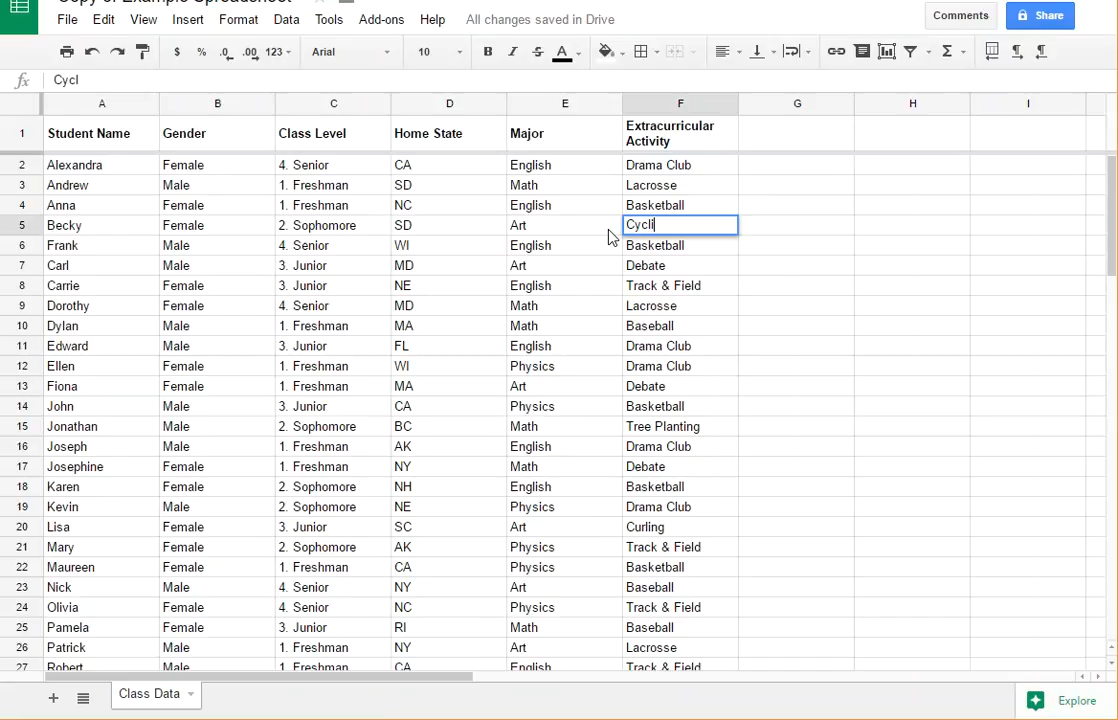 Copy of Example Spreadsheet
File Edit View Insert Format Data Tools Add-ons Help All changes saved in Drive Comments Share
$ % .0 .00 123 Arial 10 B I S A Σ
fx Cycl
A B C D E F G H I
1 Student Name Gender Class Level Home State Major Extracurricular Activity
2 Alexandra Female 4. Senior CA English Drama Club
3 Andrew Male 1. Freshman SD Math Lacrosse
4 Anna Female 1. Freshman NC English Basketball
5 Becky Female 2. Sophomore SD Art Cycli
6 Frank Male 4. Senior WI English Basketball
7 Carl Male 3. Junior MD Art Debate
8 Carrie Female 3. Junior NE English Track & Field
9 Dorothy Female 4. Senior MD Math Lacrosse
10 Dylan Male 1. Freshman MA Math Baseball
11 Edward Male 3. Junior FL English Drama Club
12 Ellen Female 1. Freshman WI Physics Drama Club
13 Fiona Female 1. Freshman MA Art Debate
14 John Male 3. Junior CA Physics Basketball
15 Jonathan Male 2. Sophomore BC Math Tree Planting
16 Joseph Male 1. Freshman AK English Drama Club
17 Josephine Female 1. Freshman NY Math Debate
18 Karen Female 2. Sophomore NH English Basketball
19 Kevin Male 2. Sophomore NE Physics Drama Club
20 Lisa Female 3. Junior SC Art Curling
21 Mary Female 2. Sophomore AK Physics Track & Field
22 Maureen Female 1. Freshman CA Physics Basketball
23 Nick Male 4. Senior NY Art Baseball
24 Olivia Female 4. Senior NC Physics Track & Field
25 Pamela Female 3. Junior RI Math Baseball
26 Patrick Male 1. Freshman NY Art Lacrosse
27 Robert Male 1. Freshman CA English Track & Field
+ Class Data Explore